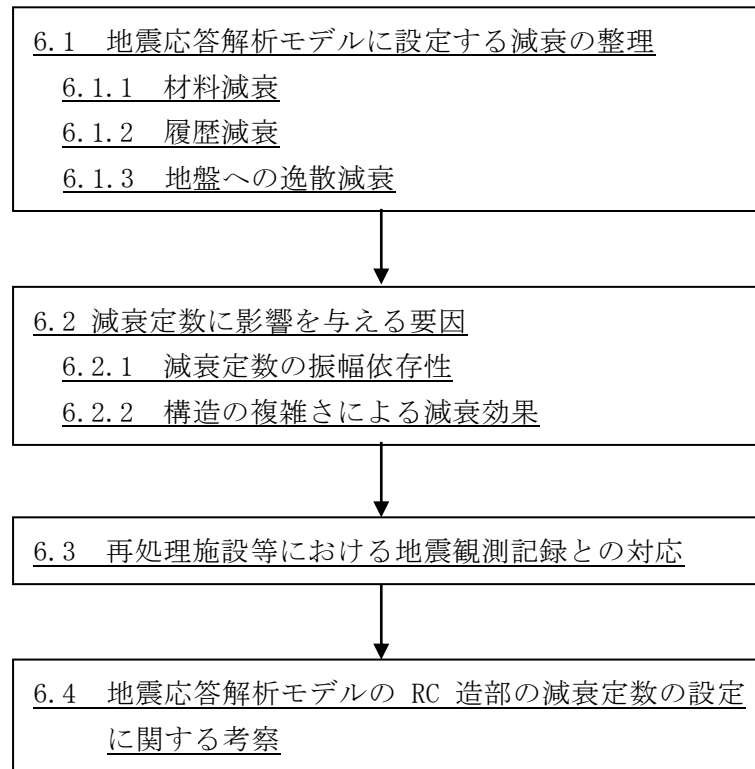 6.1 地震応答解析モデルに設定する減衰の整理
6.1.1 材料減衰
6.1.2 履歴減衰
6.1.3 地盤への逸散減衰
6.2 減衰定数に影響を与える要因
6.2.1 減衰定数の振幅依存性
6.2.2 構造の複雑さによる減衰効果
6.3 再処理施設等における地震観測記録との対応
6.4 地震応答解析モデルの RC 造部の減衰定数の設定
に関する考察